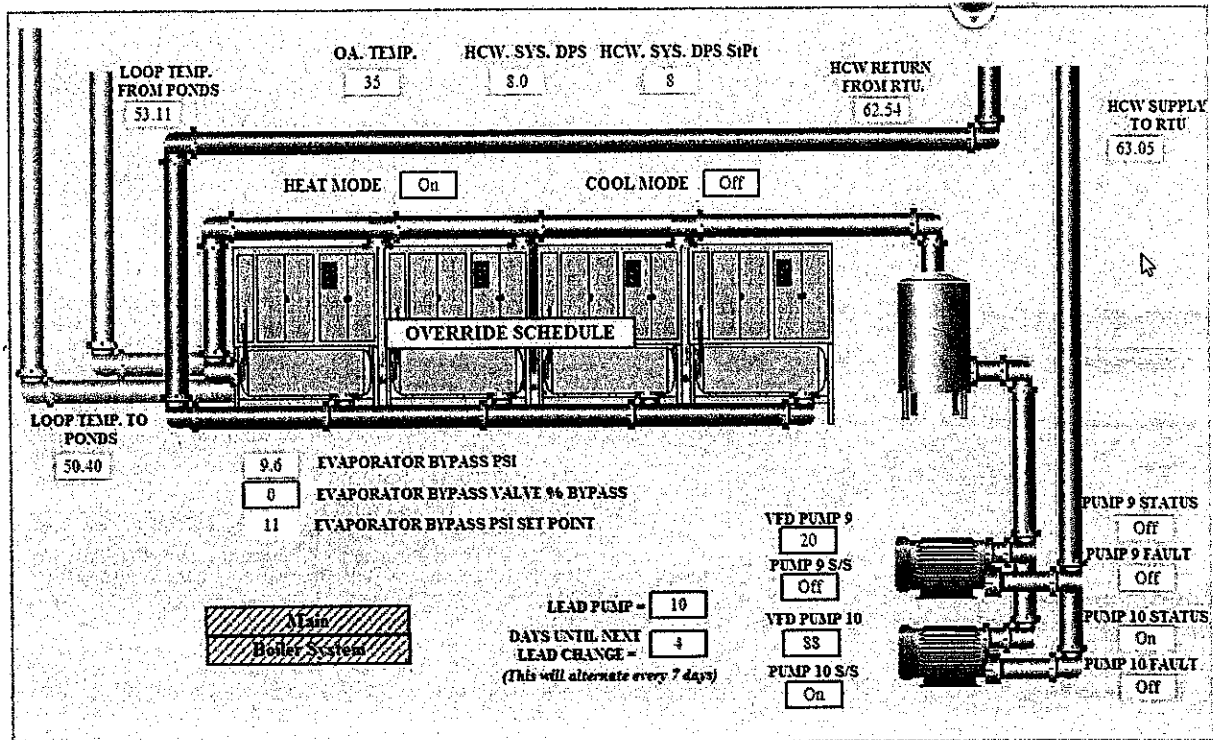 OA. TEMP.
35
HCW. SYS. DPS
8.0
HCW. SYS. DPS StPt
8
LOOP TEMP.
FROM PONDS
53.11
HCW RETURN
FROM RTU.
62.54
HCW SUPPLY
TO RTU
63.05
HEAT MODE
On
COOL MODE
Off
OVERRIDE SCHEDULE
LOOP TEMP. TO
PONDS
50.40
9.6 EVAPORATOR BYPASS PSI
0 EVAPORATOR BYPASS VALVE % BYPASS
11 EVAPORATOR BYPASS PSI SET POINT
Main
Boiler System
LEAD PUMP = 10
DAYS UNTIL NEXT
LEAD CHANGE = 4
(This will alternate every 7 days)
VFD PUMP 9
20
PUMP 9 S/S
Off
VFD PUMP 10
88
PUMP 10 S/S
On
PUMP 9 STATUS
Off
PUMP 9 FAULT
Off
PUMP 10 STATUS
On
PUMP 10 FAULT
Off